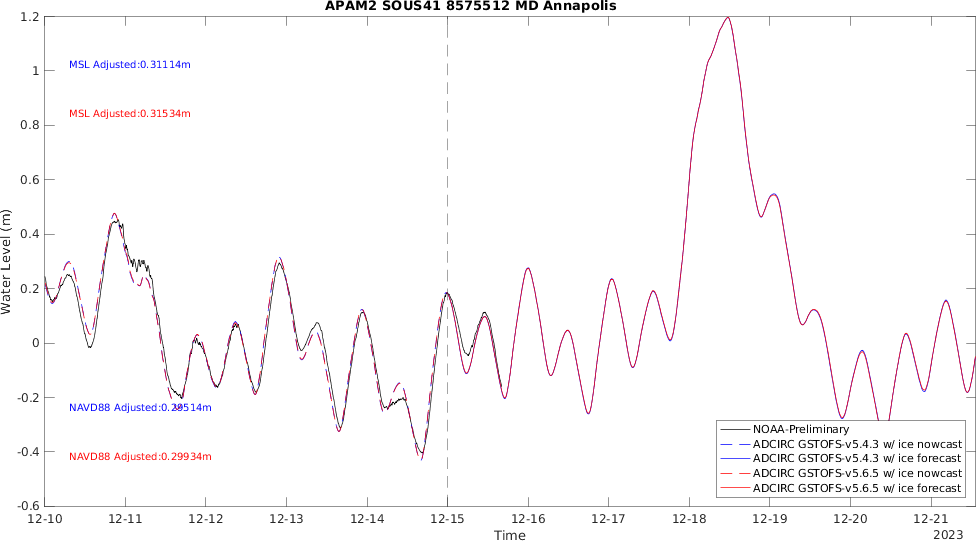 APAM2 SOUS41 8575512 MD Annapolis
1.2
1
0.8
0.6
0.4
0.2
0
-0.2
-0.4
-0.6
Water Level (m)
MSL Adjusted:0.31114m
MSL Adjusted:0.31534m
NAVD88 Adjusted:0.29514m
NAVD88 Adjusted:0.29934m
NOAA-Preliminary
ADCIRC GSTOFS-v5.4.3 w/ ice nowcast
ADCIRC GSTOFS-v5.4.3 w/ ice forecast
ADCIRC GSTOFS-v5.6.5 w/ ice nowcast
ADCIRC GSTOFS-v5.6.5 w/ ice forecast
12-10 12-11 12-12 12-13 12-14 12-15 12-16 12-17 12-18 12-19 12-20 12-21
Time
2023